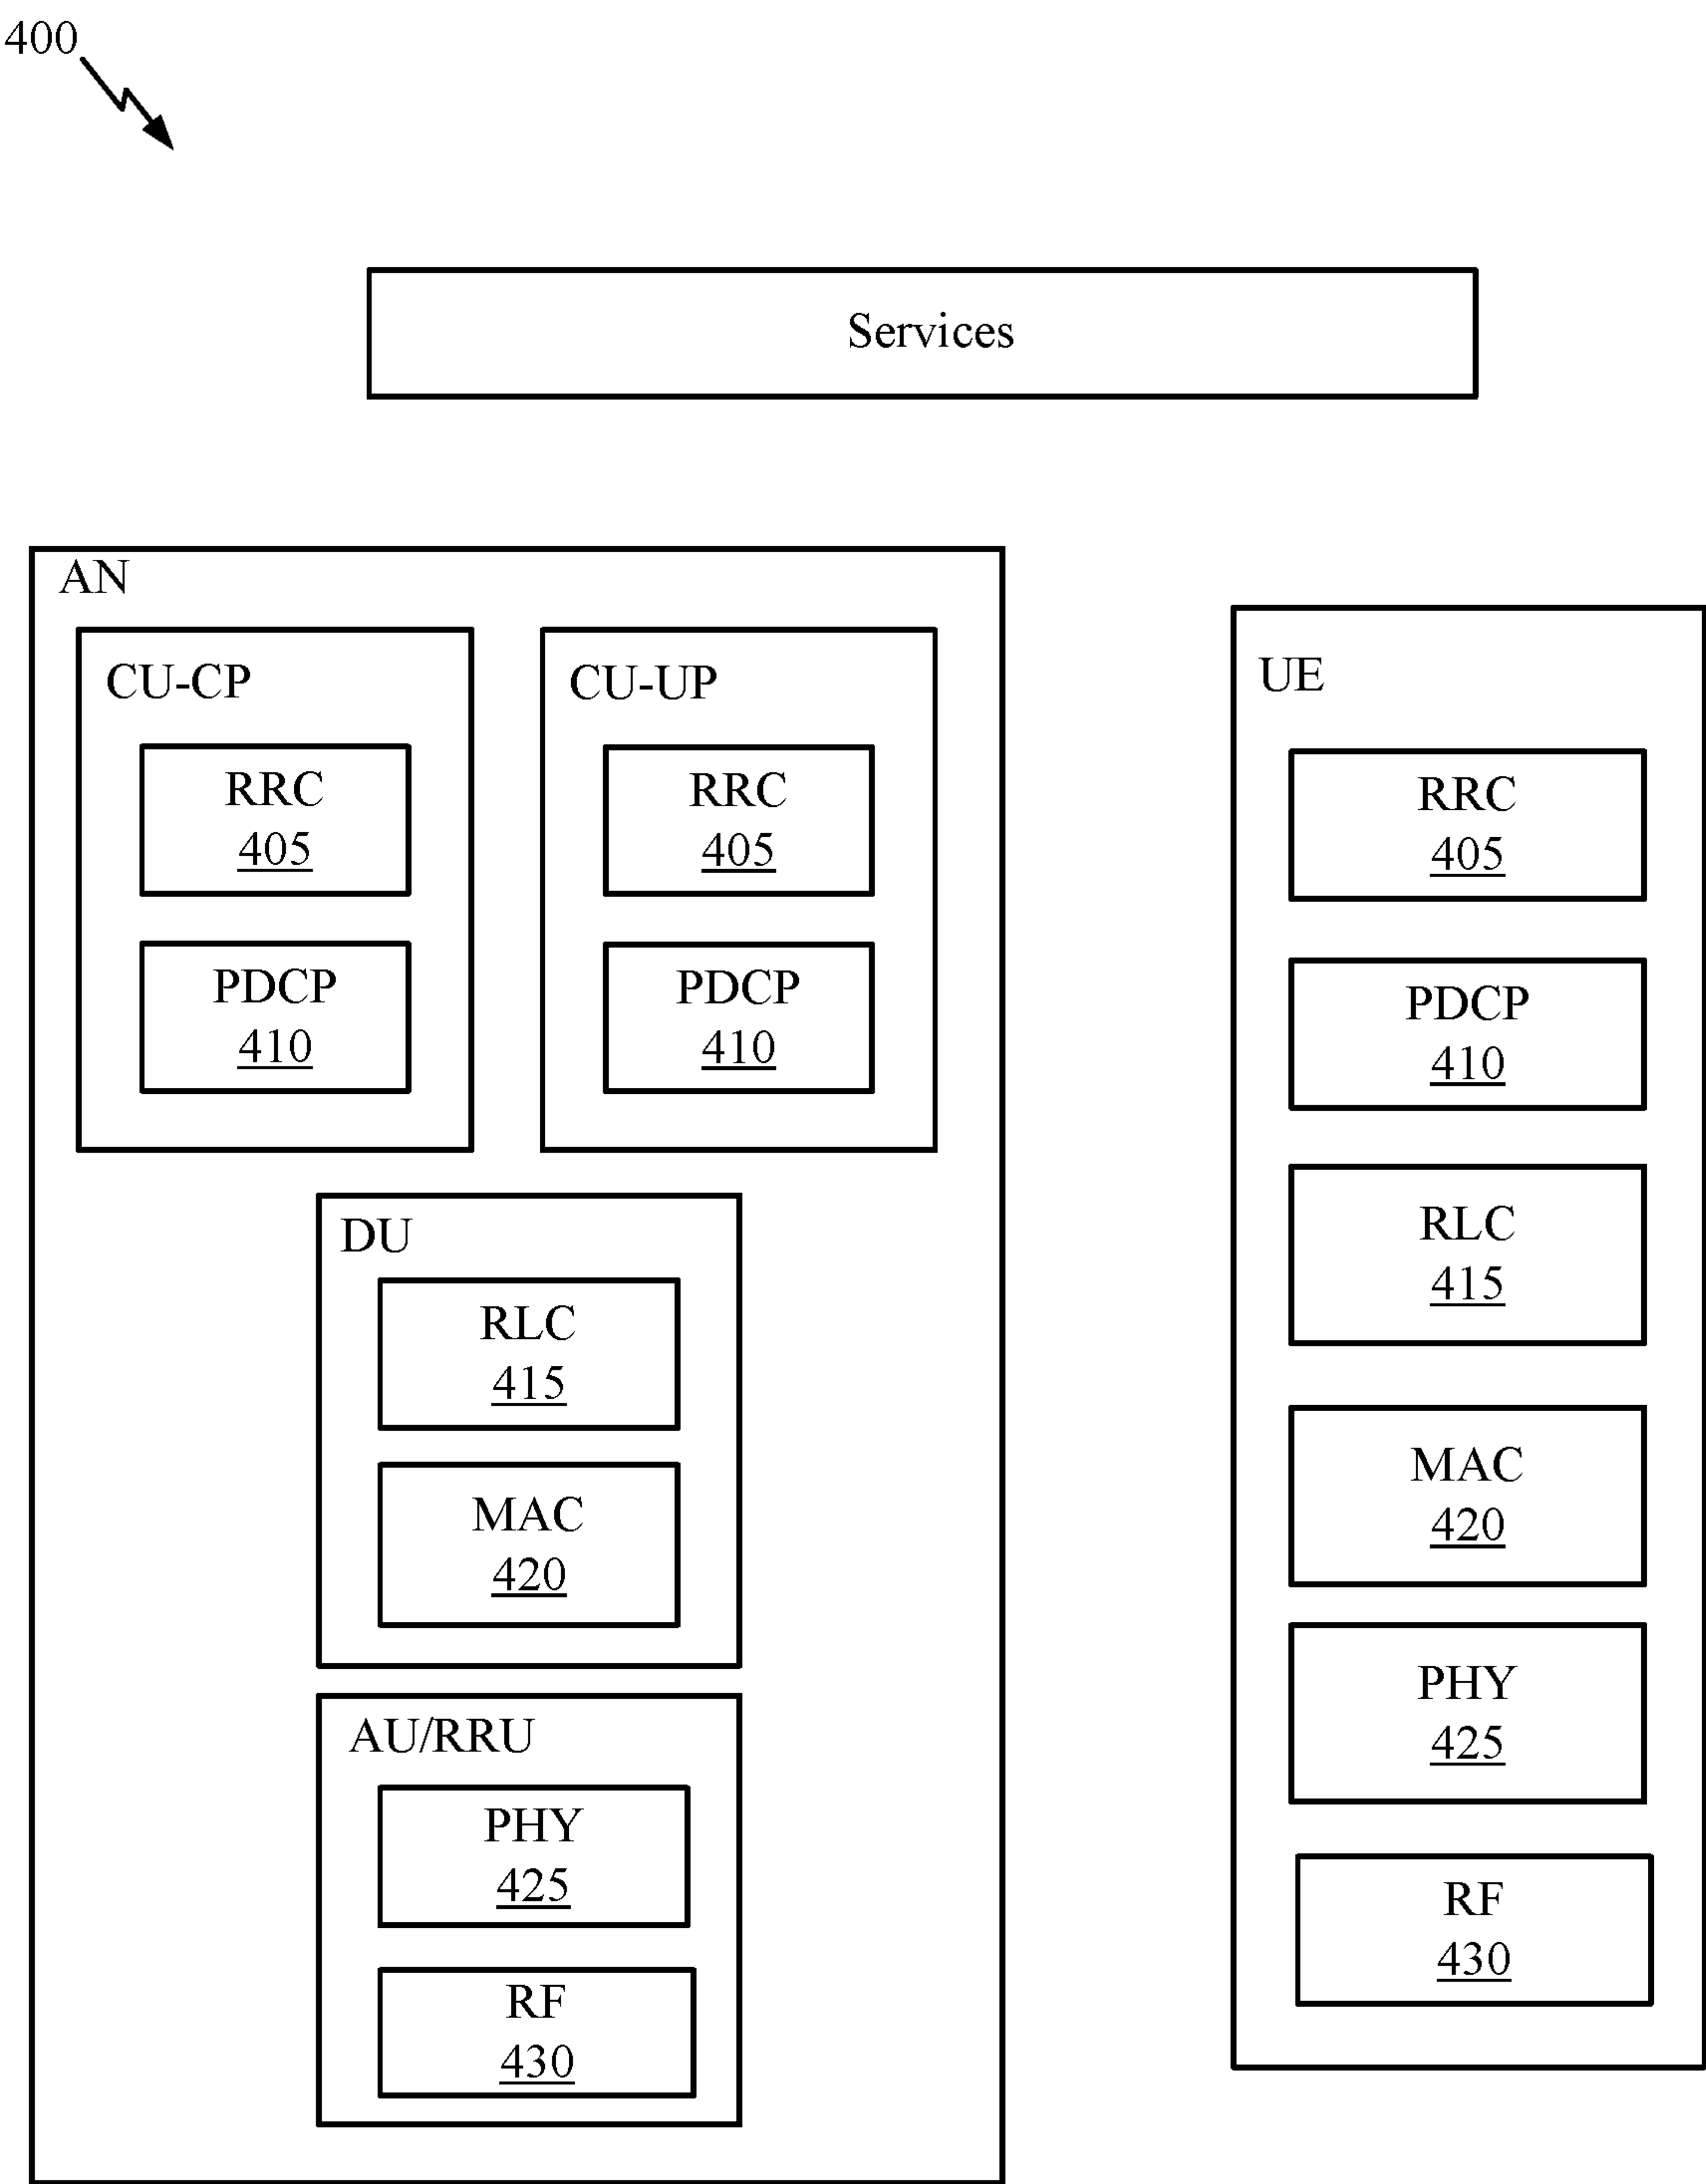 400
Services
AN
CU-CP
RRC
405
PDCP
410
CU-UP
RRC
405
PDCP
410
DU
RLC
415
MAC
420
AU/RRU
PHY
425
RF
430
UE
RRC
405
PDCP
410
RLC
415
MAC
420
PHY
425
RF
430